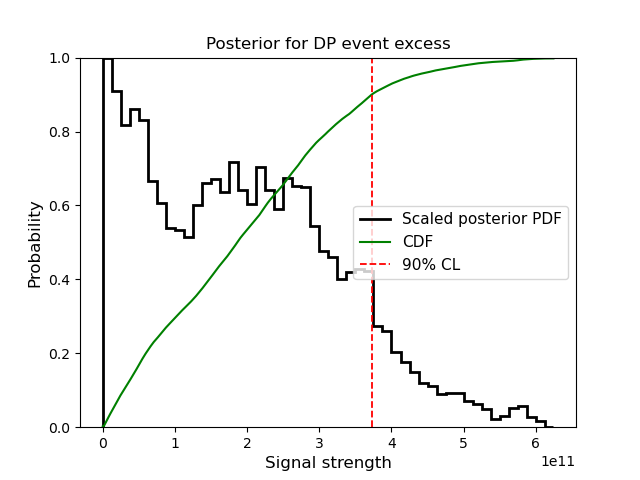 Posterior for DP event excess
1.0
0.8
0.6
0.4
0.2
0.0
Probability
Scaled posterior PDF
CDF
90% CL
0 1 2 3 4 5 6
1e11
Signal strength